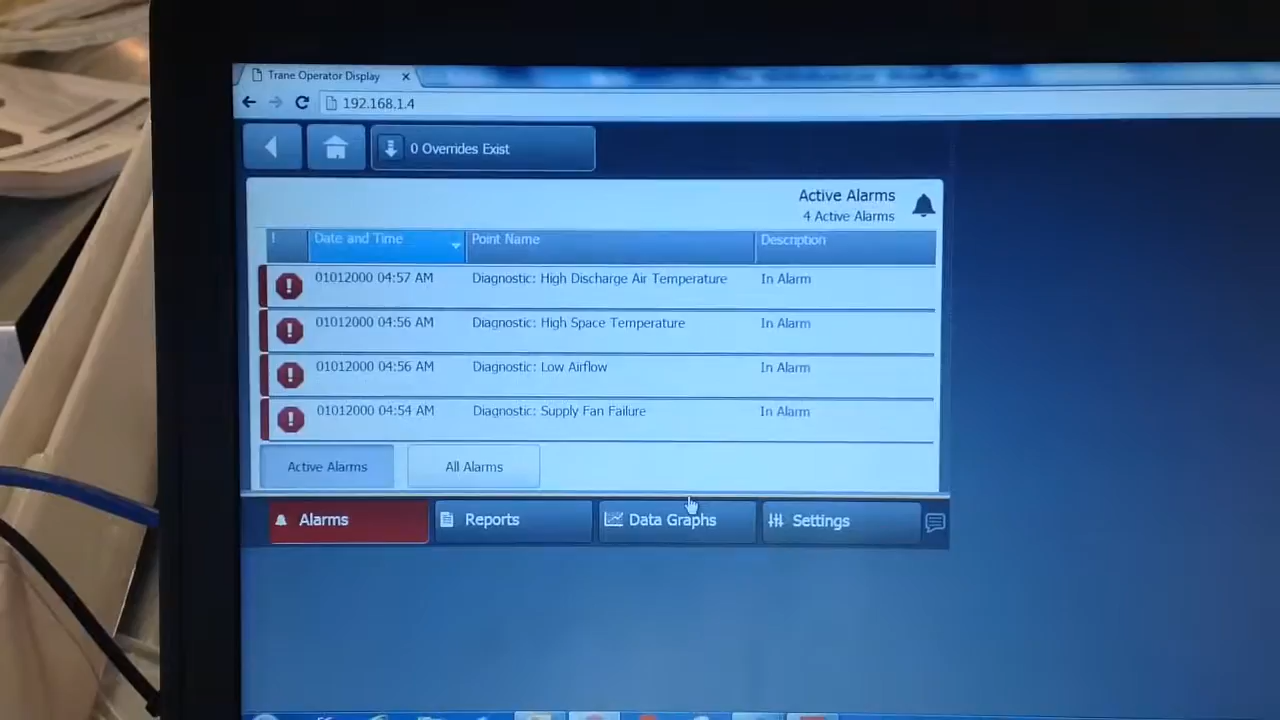 Trane Operator Display
192.168.1.4
0 Overrides Exist
Active Alarms
4 Active Alarms
! Date and Time Point Name Description
01012000 04:57 AM Diagnostic: High Discharge Air Temperature In Alarm
01012000 04:56 AM Diagnostic: High Space Temperature In Alarm
01012000 04:56 AM Diagnostic: Low Airflow In Alarm
01012000 04:54 AM Diagnostic: Supply Fan Failure In Alarm
Active Alarms All Alarms
Alarms Reports Data Graphs Settings